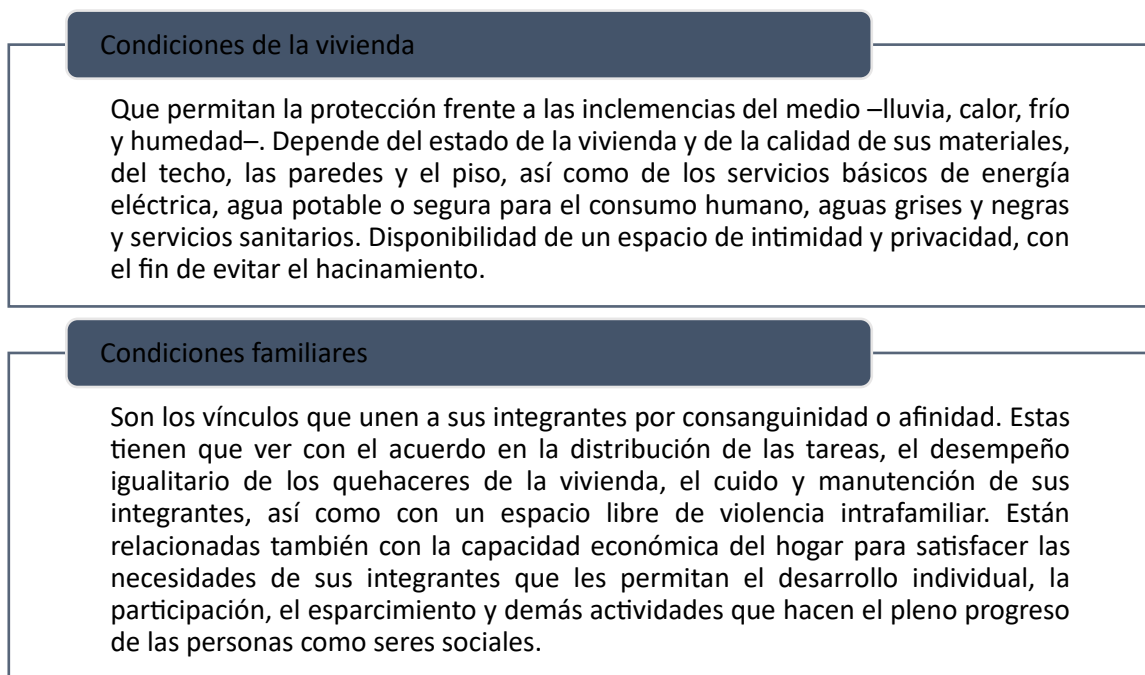 Condiciones de la vivienda
Que permitan la protección frente a las inclemencias del medio –lluvia, calor, frío
y humedad–. Depende del estado de la vivienda y de la calidad de sus materiales,
del techo, las paredes y el piso, así como de los servicios básicos de energía
eléctrica, agua potable o segura para el consumo humano, aguas grises y negras
y servicios sanitarios. Disponibilidad de un espacio de intimidad y privacidad, con
el fin de evitar el hacinamiento.
Condiciones familiares
Son los vínculos que unen a sus integrantes por consanguinidad o afinidad. Estas
tienen que ver con el acuerdo en la distribución de las tareas, el desempeño
igualitario de los quehaceres de la vivienda, el cuido y manutención de sus
integrantes, así como con un espacio libre de violencia intrafamiliar. Están
relacionadas también con la capacidad económica del hogar para satisfacer las
necesidades de sus integrantes que les permitan el desarrollo individual, la
participación, el esparcimiento y demás actividades que hacen el pleno progreso
de las personas como seres sociales.